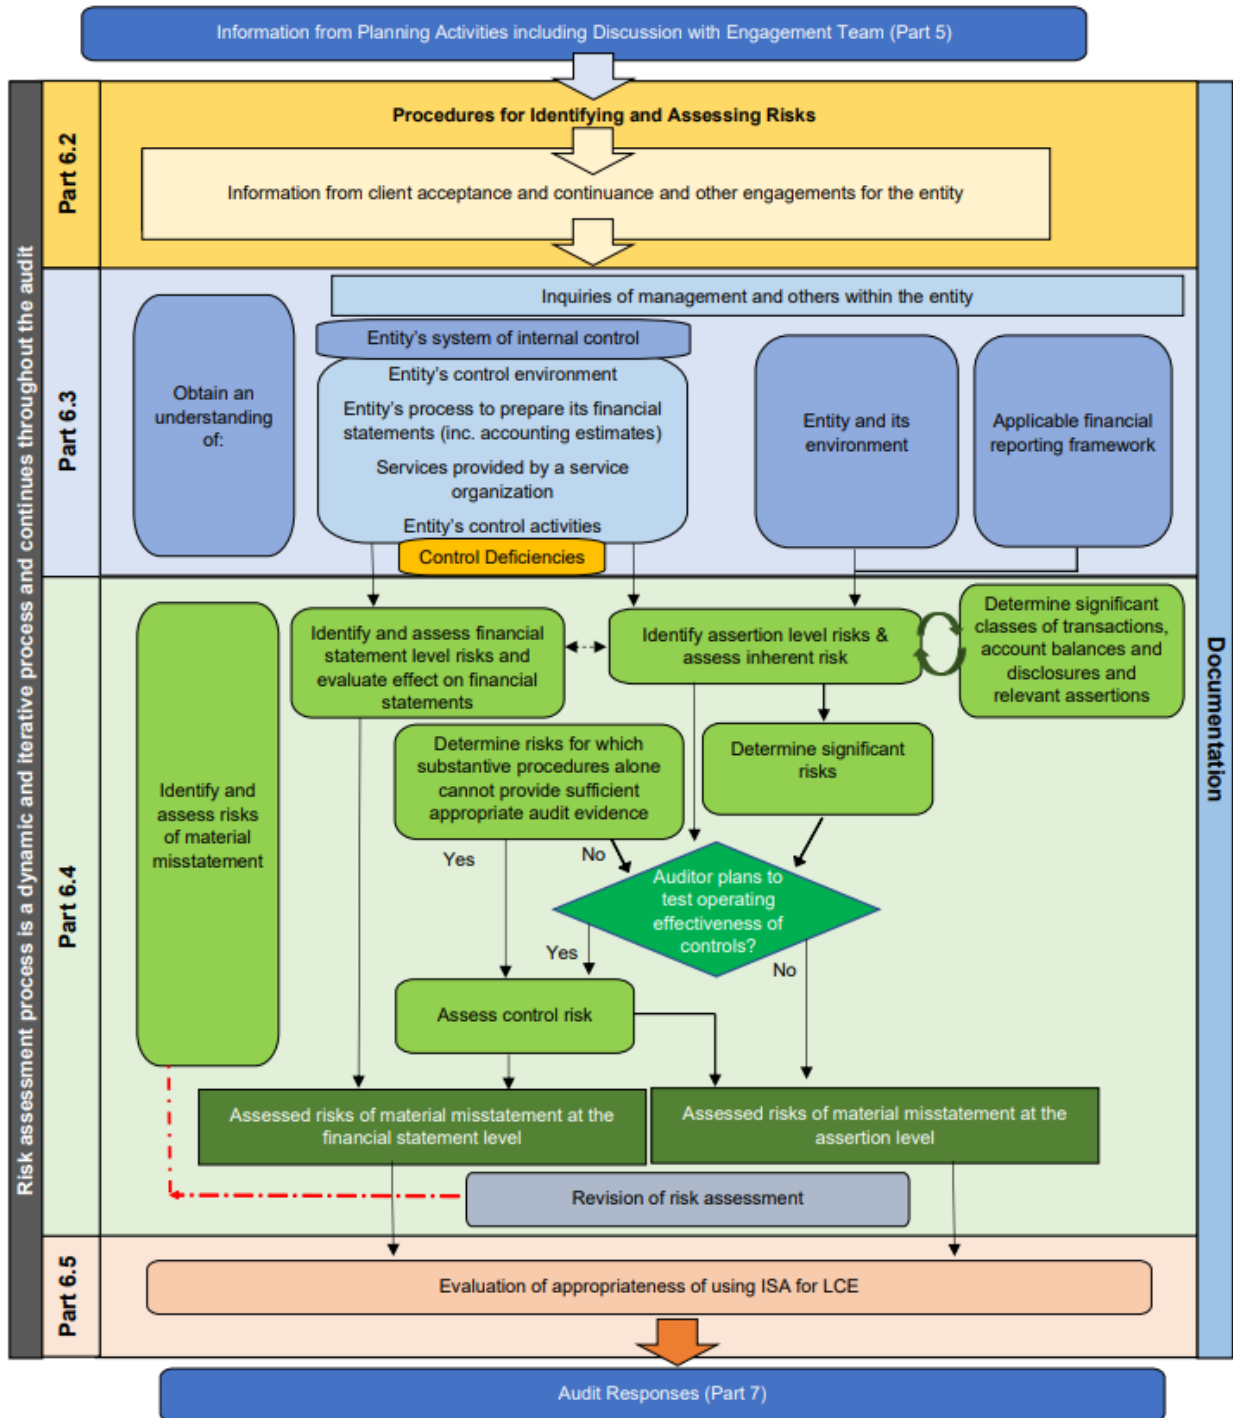 Information from Planning Activities including Discussion with Engagement Team (Part 5)
Risk assessment process is a dynamic and iterative process and continues throughout the audit
Documentation
Part 6.2
Procedures for Identifying and Assessing Risks
Information from client acceptance and continuance and other engagements for the entity
Part 6.3
Inquiries of management and others within the entity
Obtain an
understanding
of:
Entity's system of internal control
Entity's control environment
Entity's process to prepare its financial
statements (inc. accounting estimates)
Services provided by a service
organization
Entity's control activities
Control Deficiencies
Entity and its
environment
Applicable financial
reporting framework
Part 6.4
Identify and
assess risks
of material
misstatement
Identify and assess financial
statement level risks and
evaluate effect on financial
statements
Identify assertion level risks &
assess inherent risk
Determine significant
classes of transactions,
account balances and
disclosures and
relevant assertions
Determine risks for which
substantive procedures alone
cannot provide sufficient
appropriate audit evidence
Determine significant
risks
Yes
No
Auditor plans to
test operating
effectiveness of
controls?
Yes
No
Assess control risk
Assessed risks of material misstatement at the
financial statement level
Assessed risks of material misstatement at the
assertion level
Revision of risk assessment
Part 6.5
Evaluation of appropriateness of using ISA for LCE
Audit Responses (Part 7)